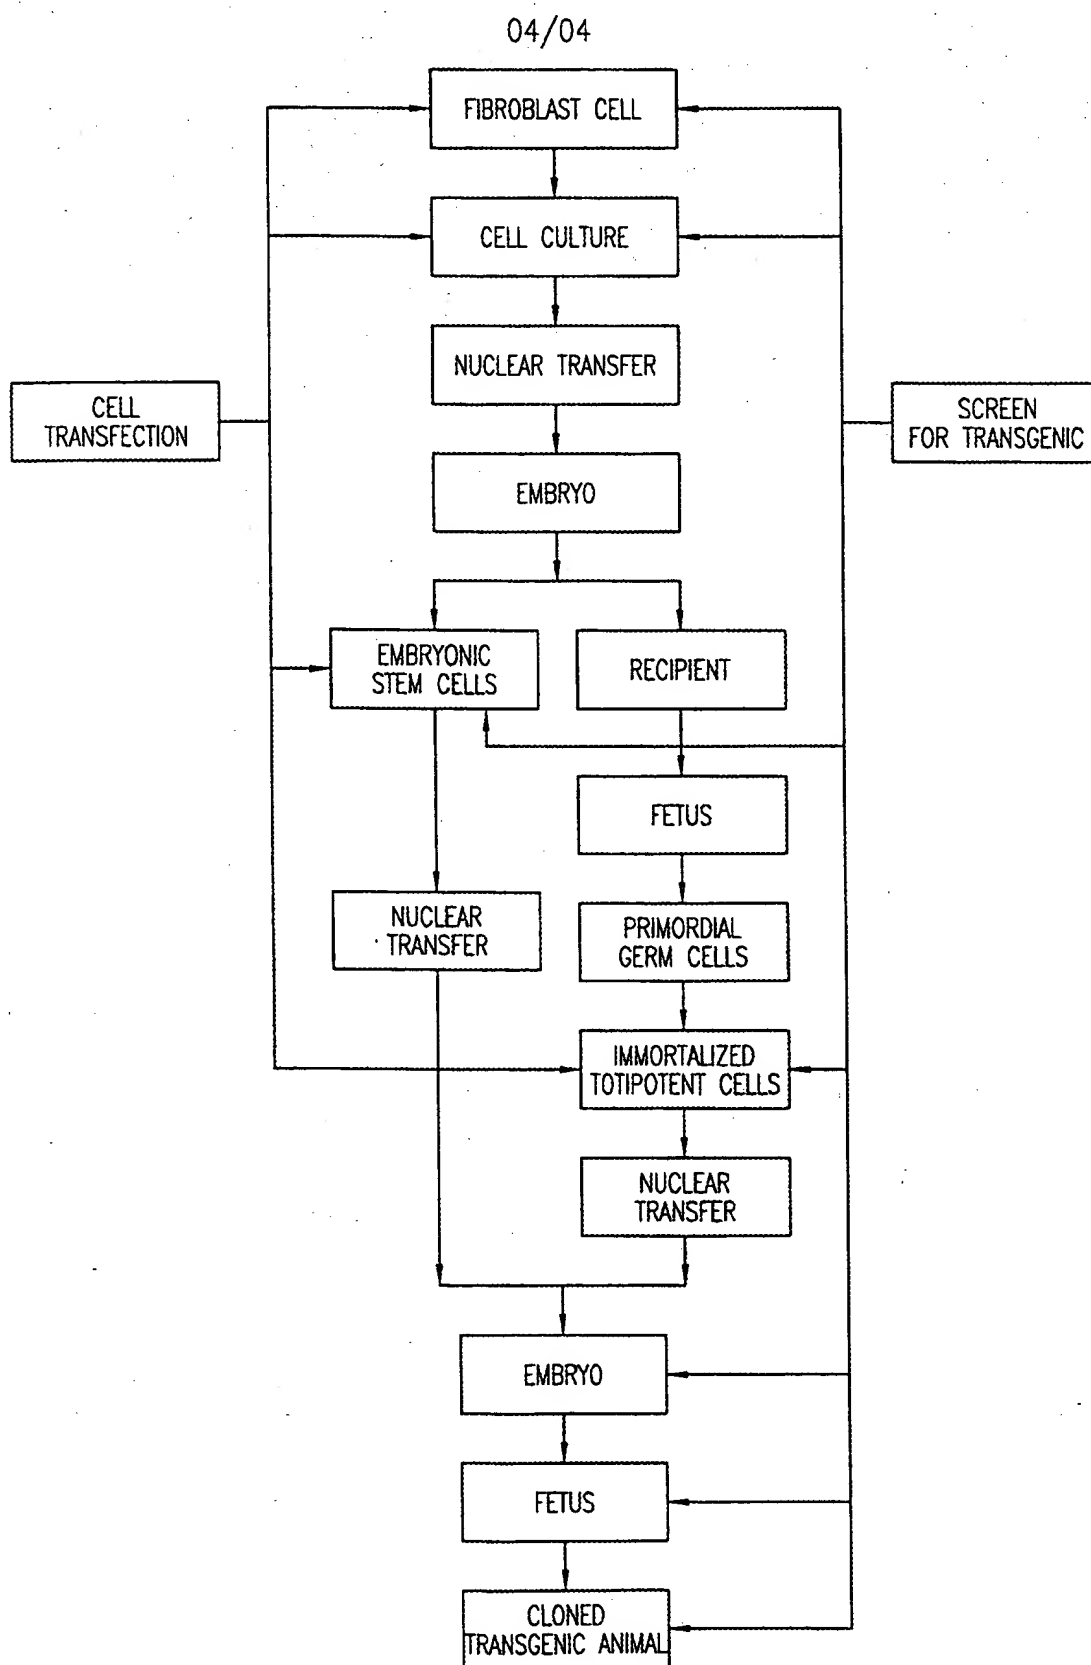 04/04
FIBROBLAST CELL
CELL CULTURE
NUCLEAR TRANSFER
CELL
TRANSFECTION
SCREEN
FOR TRANSGENIC
EMBRYO
EMBRYONIC
STEM CELLS
RECIPIENT
FETUS
NUCLEAR
TRANSFER
PRIMORDIAL
GERM CELLS
IMMORTALIZED
TOTIPOTENT CELLS
NUCLEAR
TRANSFER
EMBRYO
FETUS
CLONED
TRANSGENIC ANIMAL